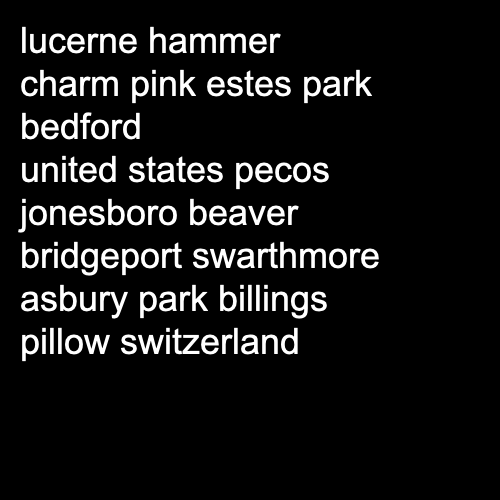 lucerne hammer
charm pink estes park
bedford
united states pecos
jonesboro beaver
bridgeport swarthmore
asbury park billings
pillow switzerland